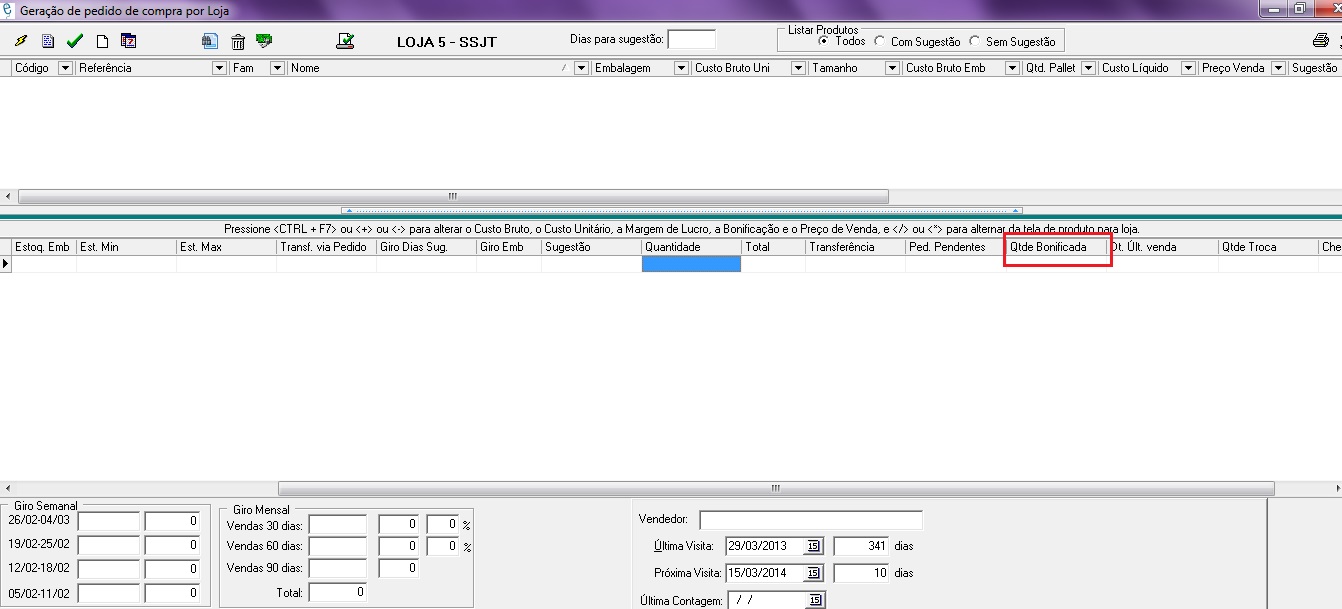 Geração de pedido de compra por Loja
LOJA 5 - SSJT
Dias para sugestão:
Listar Produtos
Todos Com Sugestão Sem Sugestão
Código Referência Fam Nome Embalagem Custo Bruto Uni Tamanho Custo Bruto Emb Qtd. Pallet Custo Líquido Preço Venda Sugestão
Pressione <CTRL + F7> ou <+> ou <-> para alterar o Custo Bruto, o Custo Unitário, a Margem de Lucro, a Bonificação e o Preço de Venda, e </> ou <*> para alternar da tela de produto para loja.
Estoq. Emb Est. Min Est. Max Transf. via Pedido Giro Dias Sug. Giro Emb Sugestão Quantidade Total Transferência Ped. Pendentes Qtde Bonificada Dt. Últ. venda Qtde Troca Che
Giro Semanal
26/02-04/03 0
19/02-25/02 0
12/02-18/02 0
05/02-11/02 0
Giro Mensal
Vendas 30 dias: 0 0 %
Vendas 60 dias: 0 0 %
Vendas 90 dias: 0
Total: 0
Vendedor:
Última Visita: 29/03/2013 15 341 dias
Próxima Visita: 15/03/2014 15 10 dias
Última Contagem: / / 15